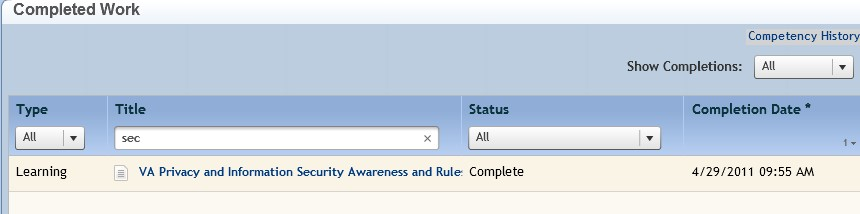 Completed Work
Competency History
Show Completions: All
Type Title Status Completion Date *
All sec × All 1
Learning VA Privacy and Information Security Awareness and Rule Complete 4/29/2011 09:55 AM